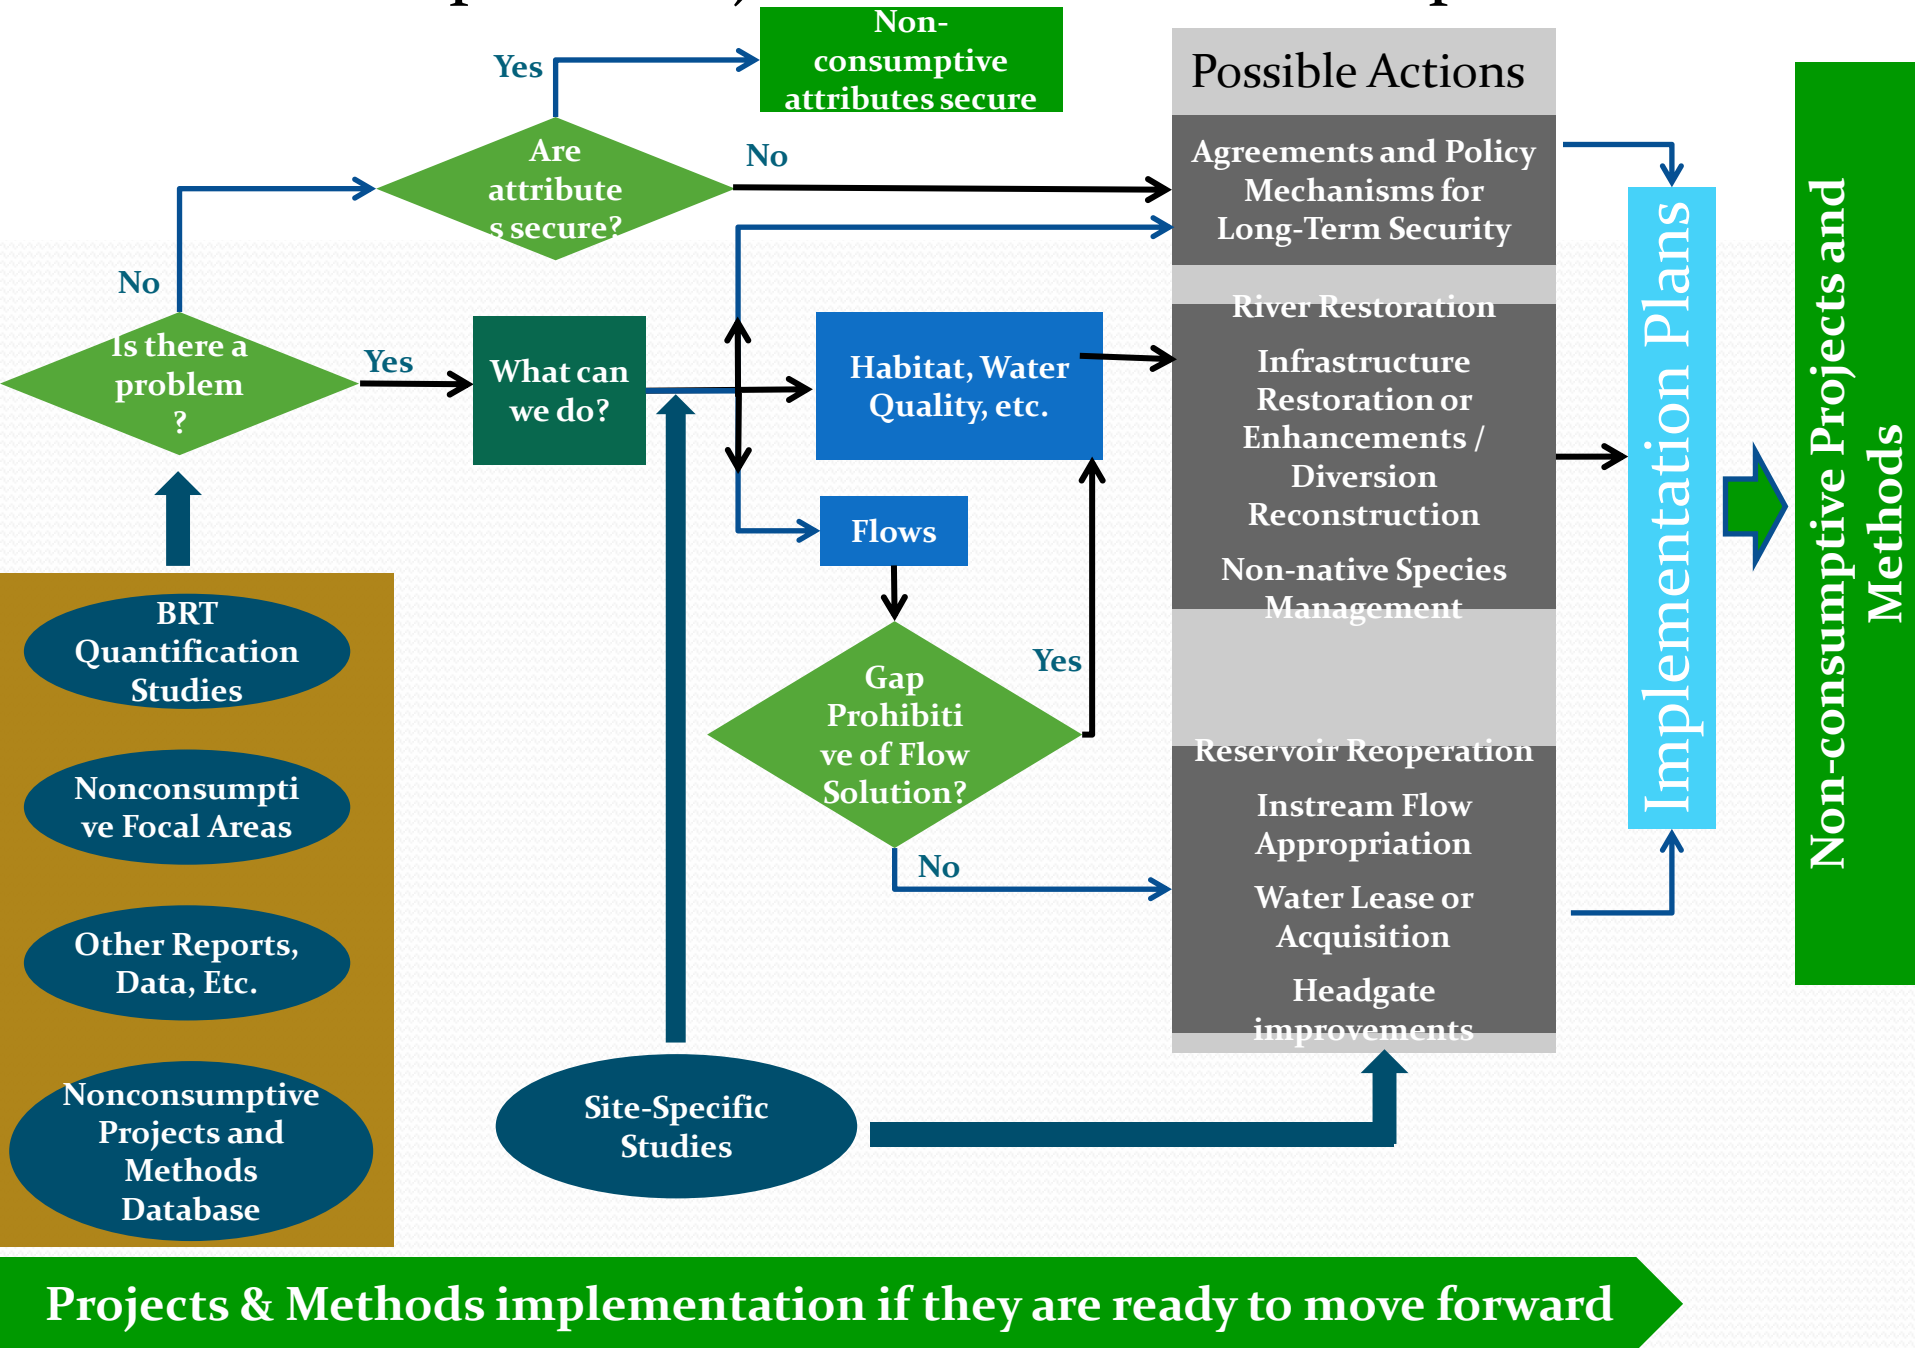 Non-
consumptive
attributes secure
Yes
Possible Actions
Are
attribute
s secure?
No
Agreements and Policy
Mechanisms for
Long-Term Security
No
Is there a
problem
?
Yes
What can
we do?
Habitat, Water
Quality, etc.
River Restoration
Infrastructure
Restoration or
Enhancements /
Diversion
Reconstruction
Non-native Species
Management
Flows
Gap
Prohibiti
ve of Flow
Solution?
Yes
No
Reservoir Reoperation
Instream Flow
Appropriation
Water Lease or
Acquisition
Headgate
improvements
Implementation Plans
Non-consumptive Projects and
Methods
BRT
Quantification
Studies
Nonconsumpti
ve Focal Areas
Other Reports,
Data, Etc.
Nonconsumptive
Projects and
Methods
Database
Site-Specific
Studies
Projects & Methods implementation if they are ready to move forward